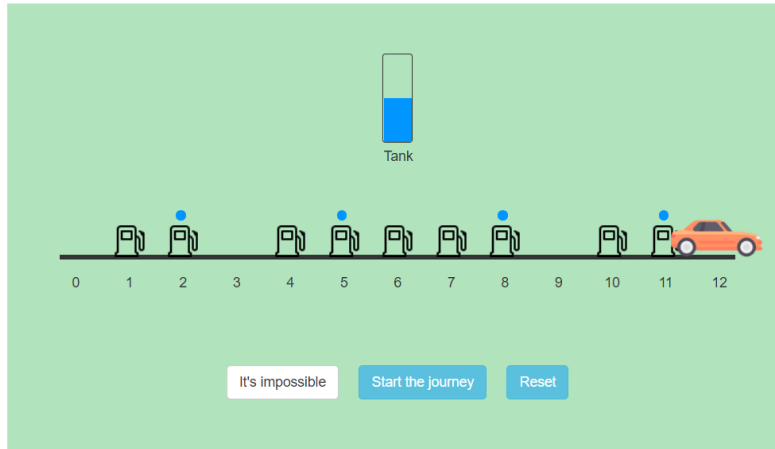 Tank
0 1 2 3 4 5 6 7 8 9 10 11 12
It's impossible Start the journey Reset